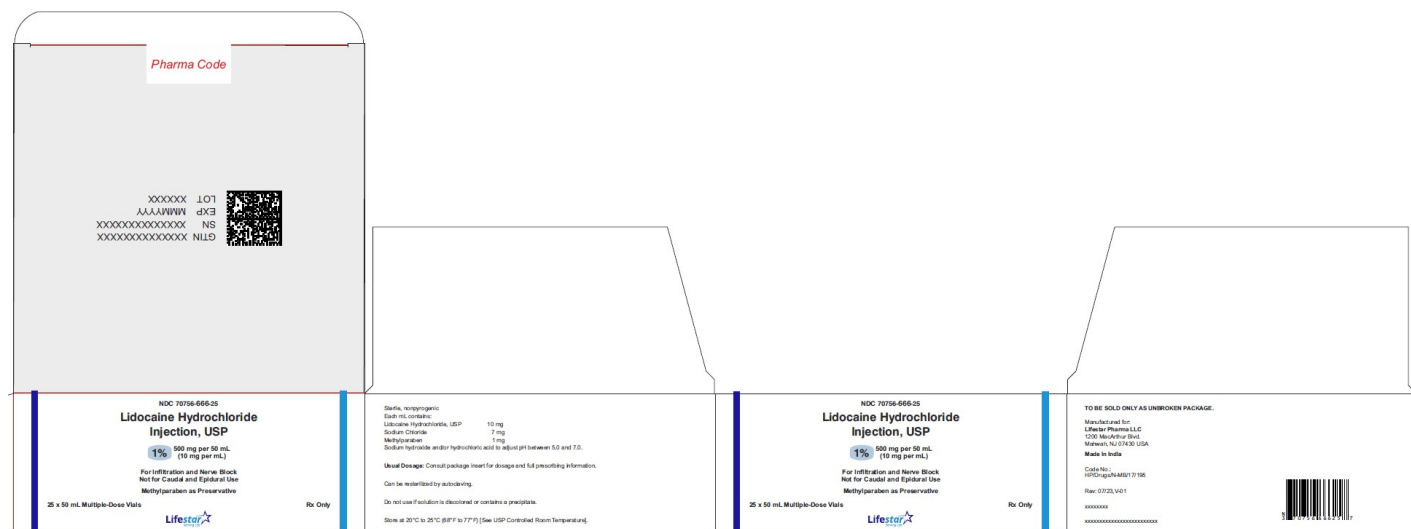 Pharma Code
GTIN XXXXXXXXXXXXXX
SN XXXXXXXXXXXXXX
EXP MMMYYYY
LOT XXXXXX
NDC 70756-666-25
Lidocaine Hydrochloride
Injection, USP
1%
500 mg per 50 mL
(10 mg per mL)
For Infiltration and Nerve Block
Not for Caudal and Epidural Use
Methylparaben as Preservative
25 x 50 mL Multiple-Dose Vials
Rx Only
Lifestar
Sterile, nonpyrogenic
Each mL contains:
Lidocaine Hydrochloride, USP 10 mg
Sodium Chloride 7 mg
Methylparaben 1 mg
Sodium hydroxide and/or hydrochloric acid to adjust pH between 5.0 and 7.0.
Usual Dosage: Consult package insert for dosage and full prescribing information.
Can be resterilized by autoclaving.
Do not use if solution is discolored or contains a precipitate.
Store at 20°C to 25°C (68°F to 77°F) [See USP Controlled Room Temperature].
NDC 70756-666-25
Lidocaine Hydrochloride
Injection, USP
1%
500 mg per 50 mL
(10 mg per mL)
For Infiltration and Nerve Block
Not for Caudal and Epidural Use
Methylparaben as Preservative
25 x 50 mL Multiple-Dose Vials
Rx Only
Lifestar
TO BE SOLD ONLY AS UNBROKEN PACKAGE.
Manufactured for:
Lifestar Pharma LLC
1200 MacArthur Blvd.
Mahwah, NJ 07430 USA
Made in India
Code No.:
HP/Drugs/N-MB/17/195
Rev: 07/23, V-01
xxxxxxxx
xxxxxxxxxxxxxxxxxxxxxxxx